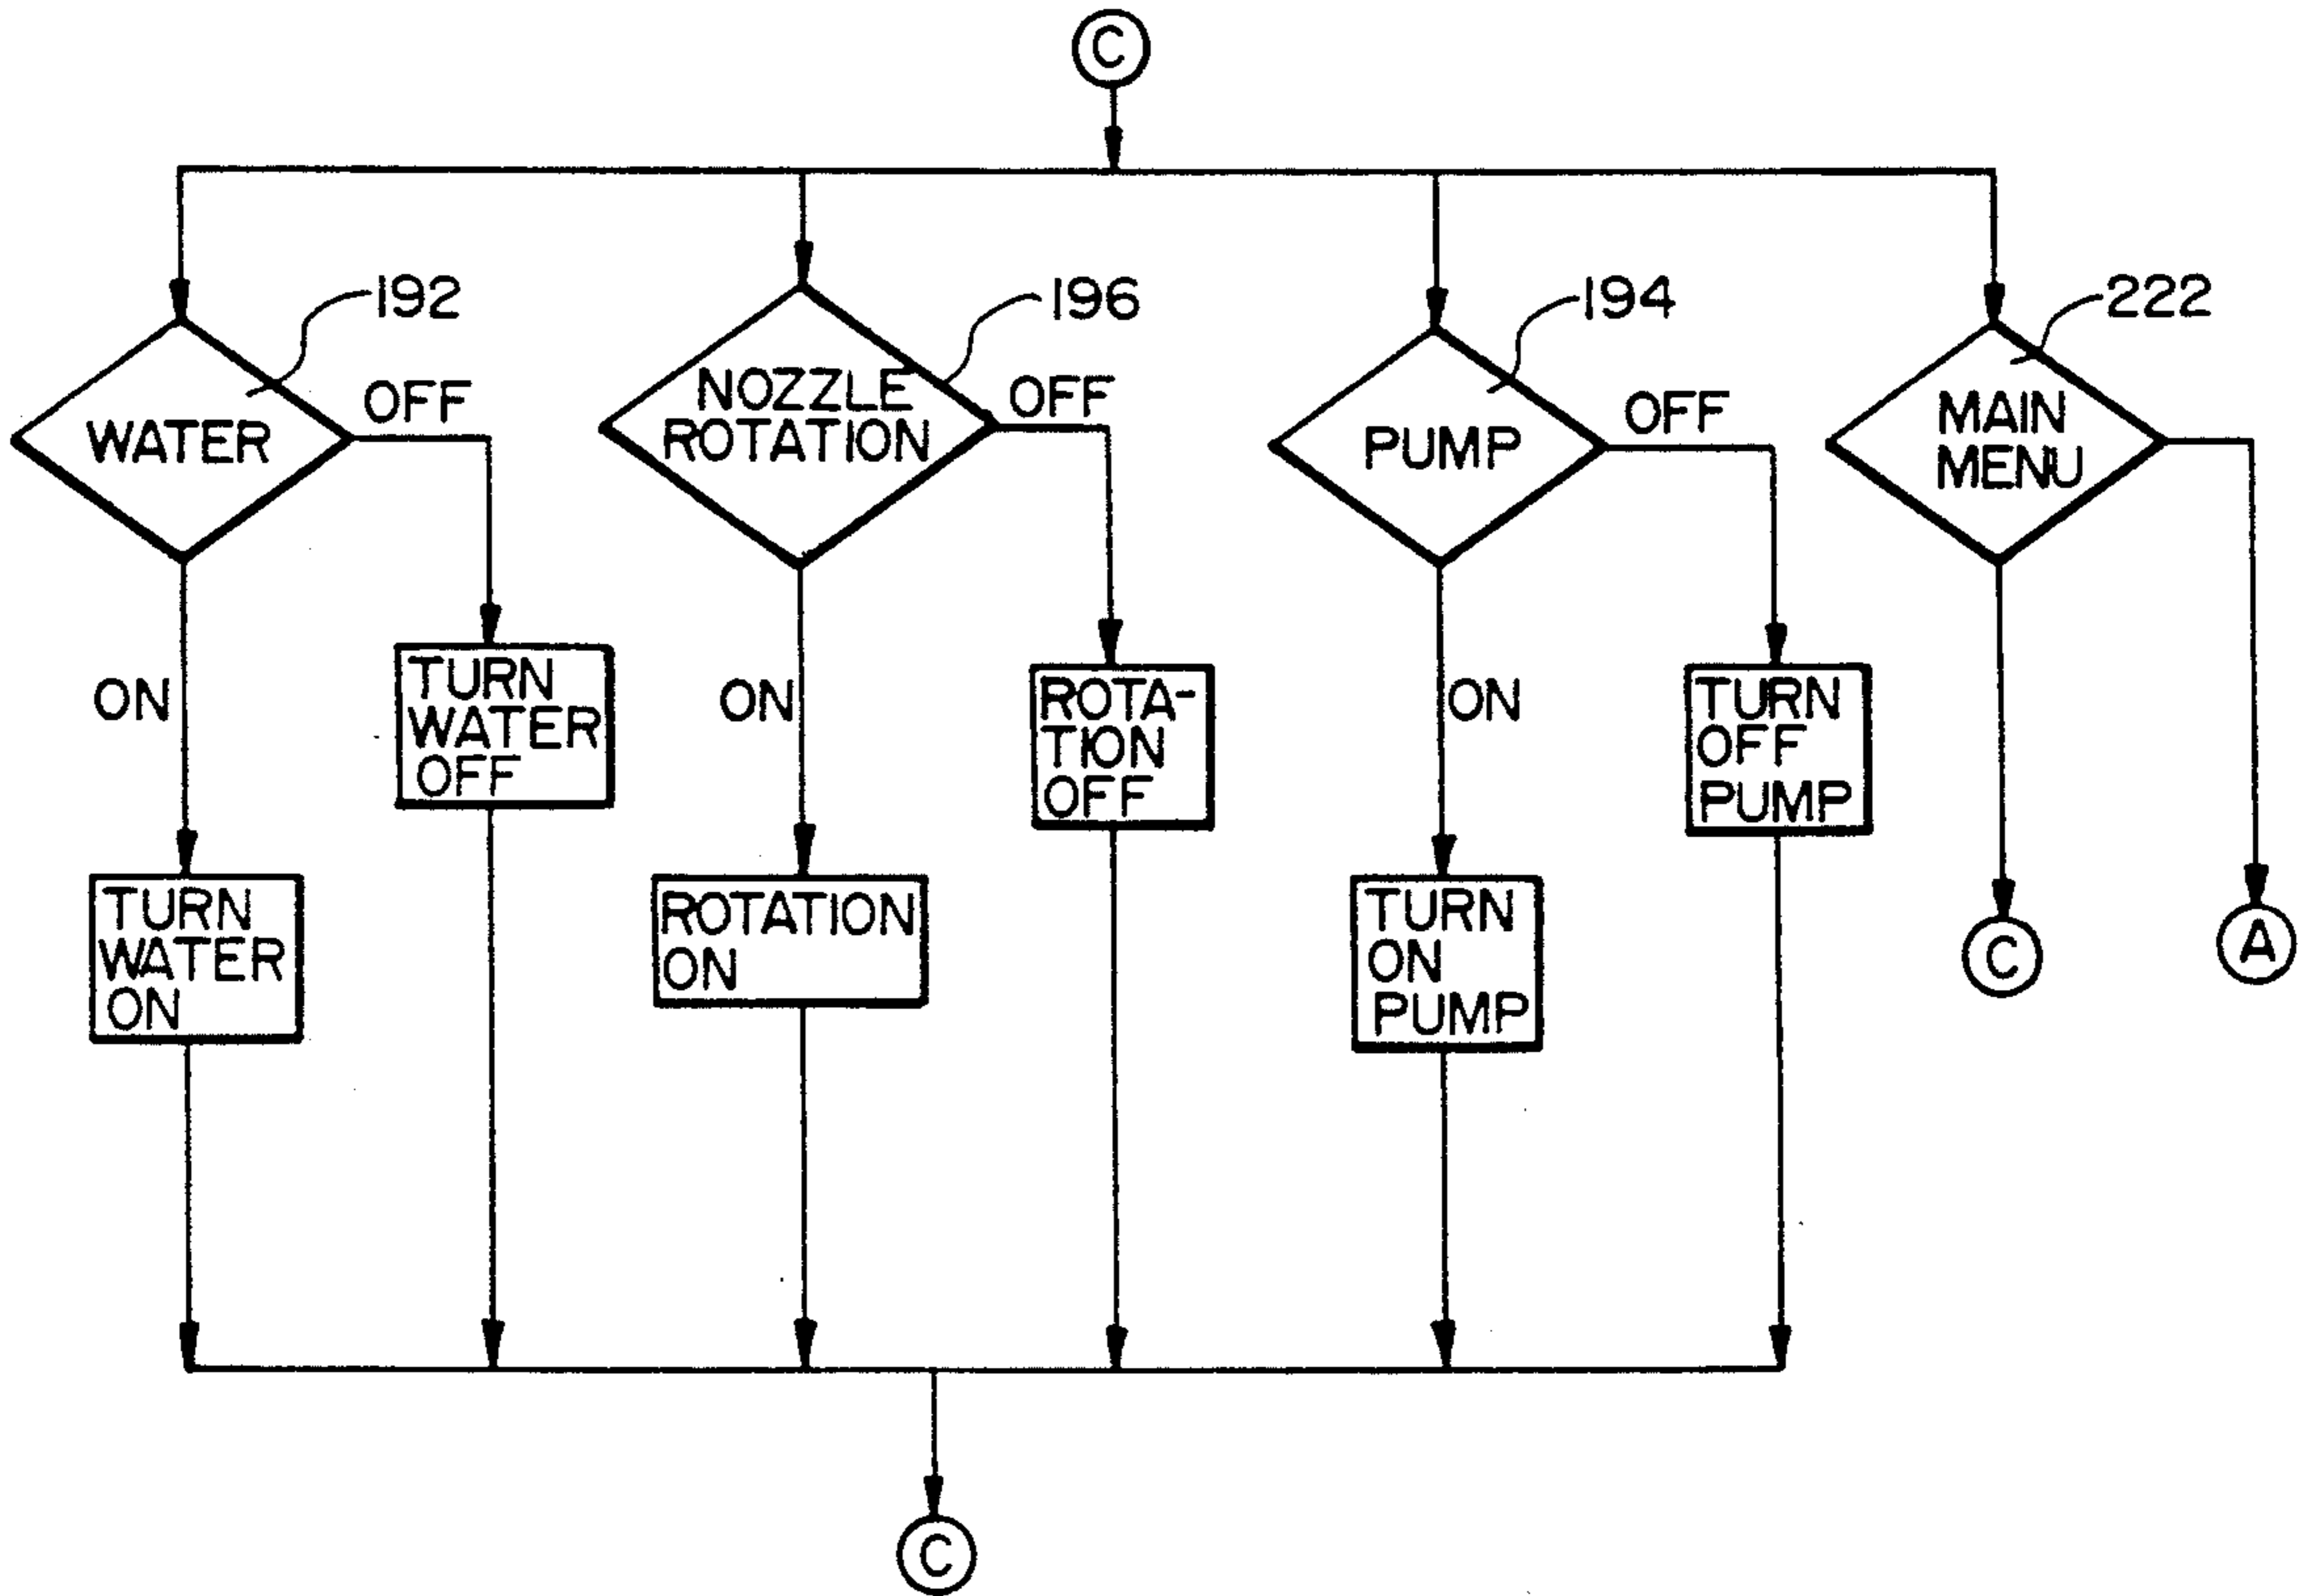 C
192
196
194
222
WATER
OFF
NOZZLE
ROTATION
OFF
PUMP
OFF
MAIN
MENU
ON
TURN
WATER
OFF
ON
ROTA-
TION
OFF
ON
TURN
OFF
PUMP
TURN
WATER
ON
ROTATION
ON
TURN
ON
PUMP
C
A
C